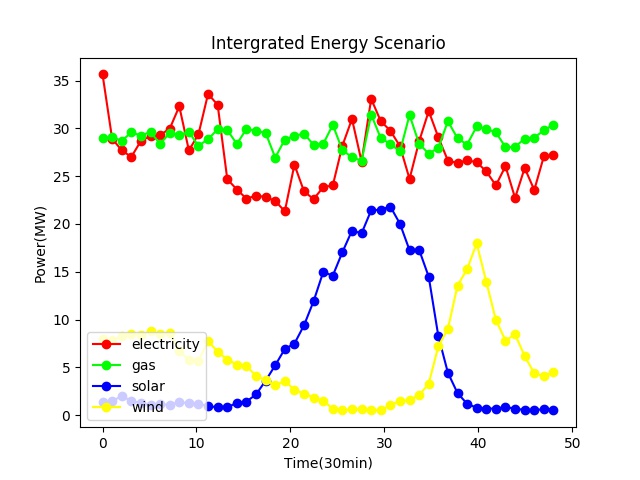 Intergrated Energy Scenario
Power(MW)
35
30
25
20
15
10
5
0
electricity
gas
solar
wind
0 10 20 30 40 50
Time(30min)